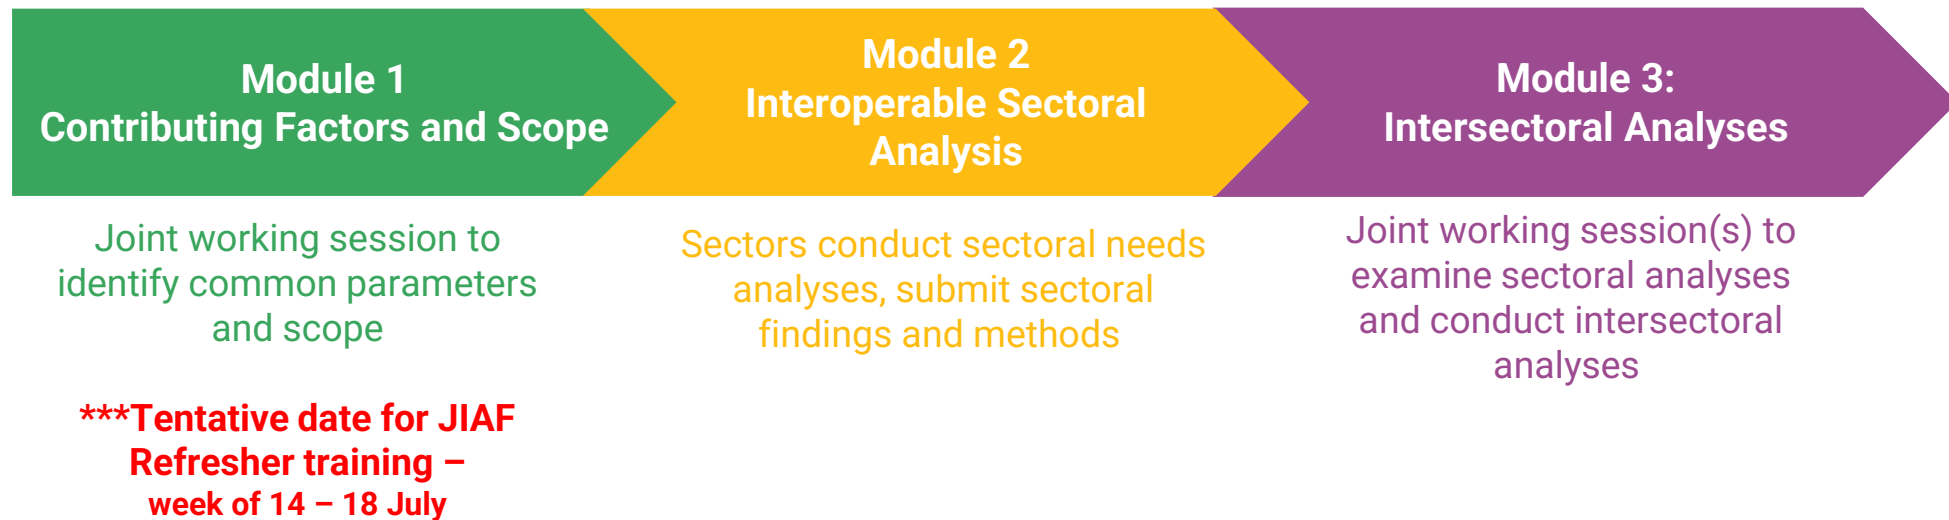 Module 1
Contributing Factors and Scope
Module 2
Interoperable Sectoral
Analysis
Module 3:
Intersectoral Analyses
Joint working session to
identify common parameters
and scope
***Tentative date for JIAF
Refresher training –
week of 14 – 18 July
Sectors conduct sectoral needs
analyses, submit sectoral
findings and methods
Joint working session(s) to
examine sectoral analyses
and conduct intersectoral
analyses